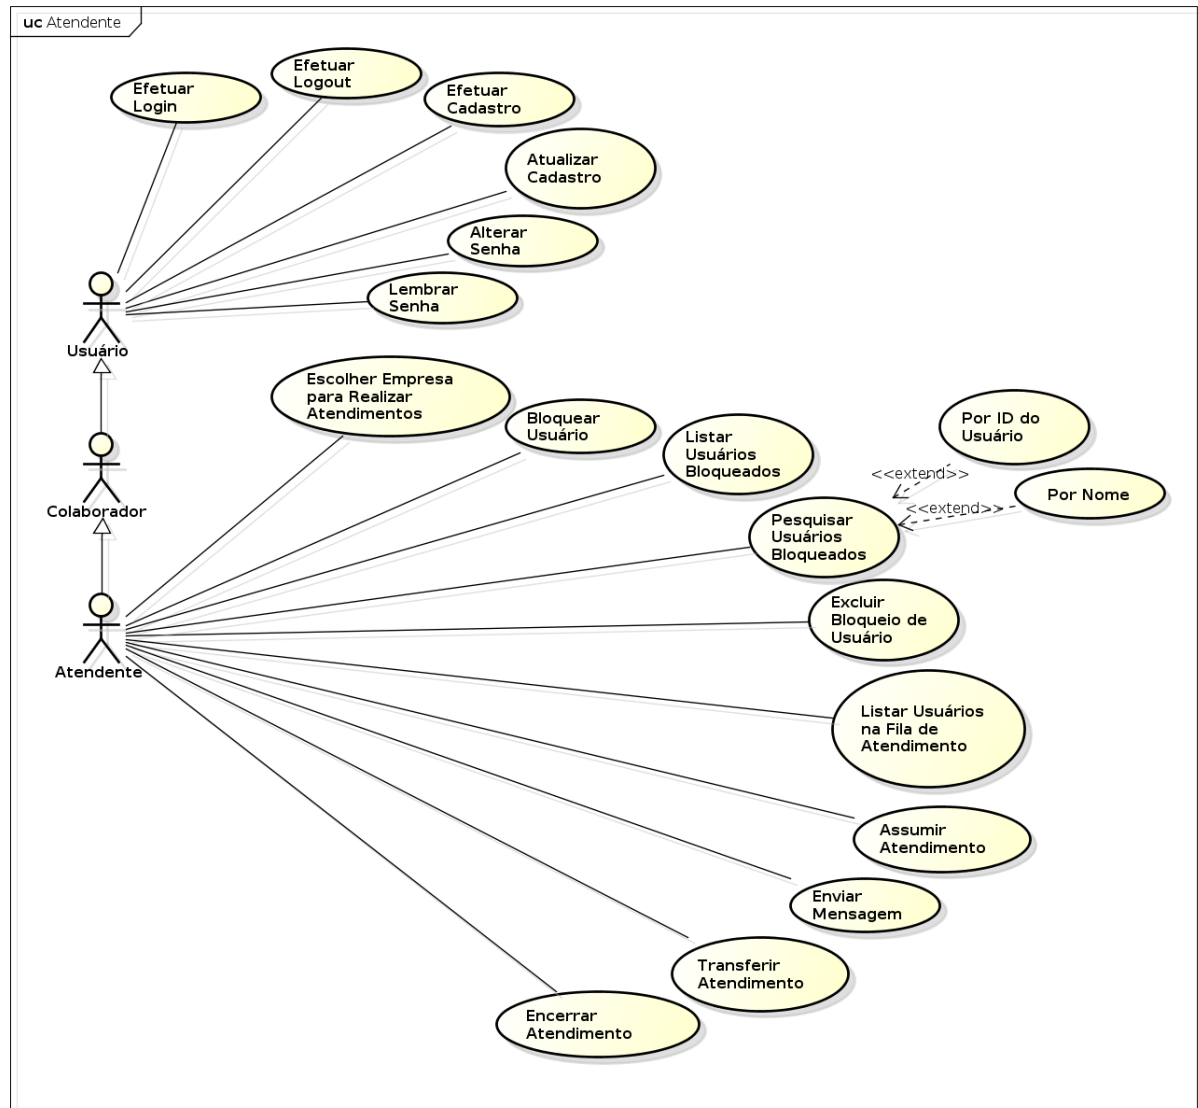 uc Atendente
Efetuar
Login
Efetuar
Logout
Efetuar
Cadastro
Atualizar
Cadastro
Alterar
Senha
Lembrar
Senha
Usuário
Colaborador
Atendente
Escolher Empresa
para Realizar
Atendimentos
Bloquear
Usuário
Listar
Usuários
Bloqueados
Por ID do
Usuário
<<extend>>
Por Nome
<<extend>>
Pesquisar
Usuários
Bloqueados
Excluir
Bloqueio de
Usuário
Listar Usuários
na Fila de
Atendimento
Assumir
Atendimento
Enviar
Mensagem
Transferir
Atendimento
Encerrar
Atendimento